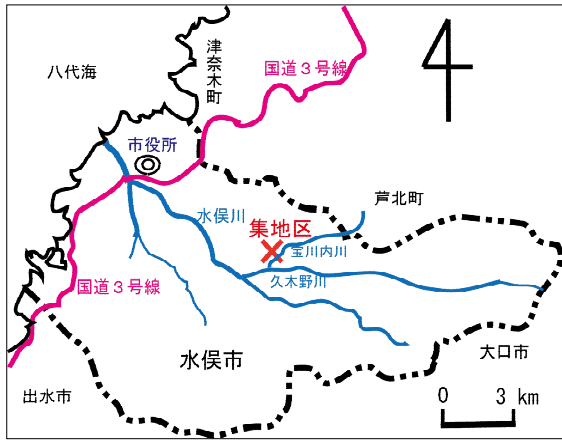 八代海
津奈木町
国道3号線
市役所
芦北町
水俣川
集地区
宝川内川
久木野川
国道3号線
水俣市
大口市
出水市
0 3 km